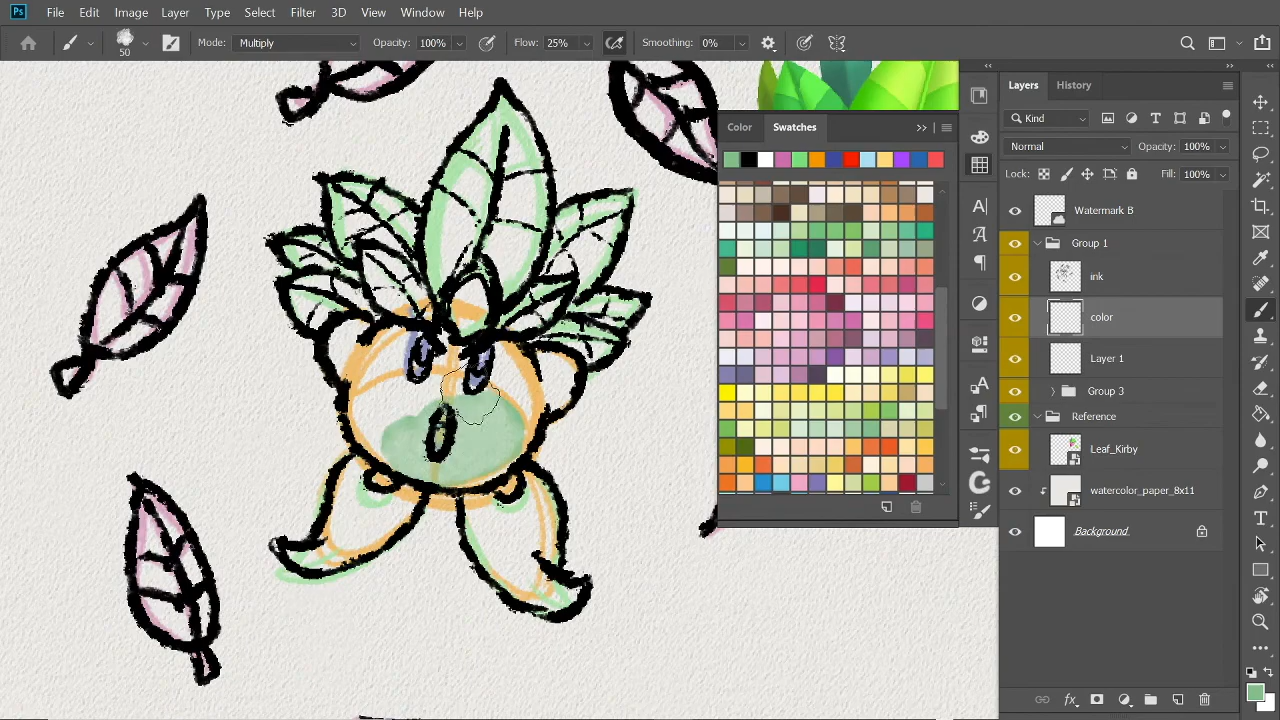 Ps File Edit Image Layer Type Select Filter 3D View Window Help
50 Mode: Multiply Opacity: 100% Flow: 25% Smoothing: 0%
Color Swatches
Layers History
Kind
Normal Opacity: 100%
Lock: Fill: 100%
Watermark B
Group 1
ink
color
Layer 1
Group 3
Reference
Leaf_Kirby
watercolor_paper_8x11
Background